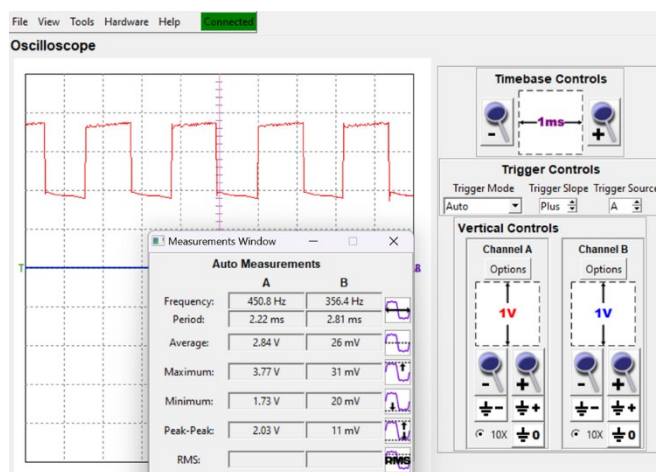 File View Tools Hardware Help Connected
Oscilloscope
Timebase Controls
- 1ms +
Trigger Controls
Trigger Mode Trigger Slope Trigger Source
Auto Plus A
Vertical Controls
Channel A Channel B
Options Options
1V 1V
- + - +
- + - +
10X 0 10X 0
T
B
Measurements Window
Auto Measurements
A B
Frequency: 450.8 Hz 356.4 Hz
Period: 2.22 ms 2.81 ms
Average: 2.84 V 26 mV
Maximum: 3.77 V 31 mV
Minimum: 1.73 V 20 mV
Peak-Peak: 2.03 V 11 mV
RMS: RMS